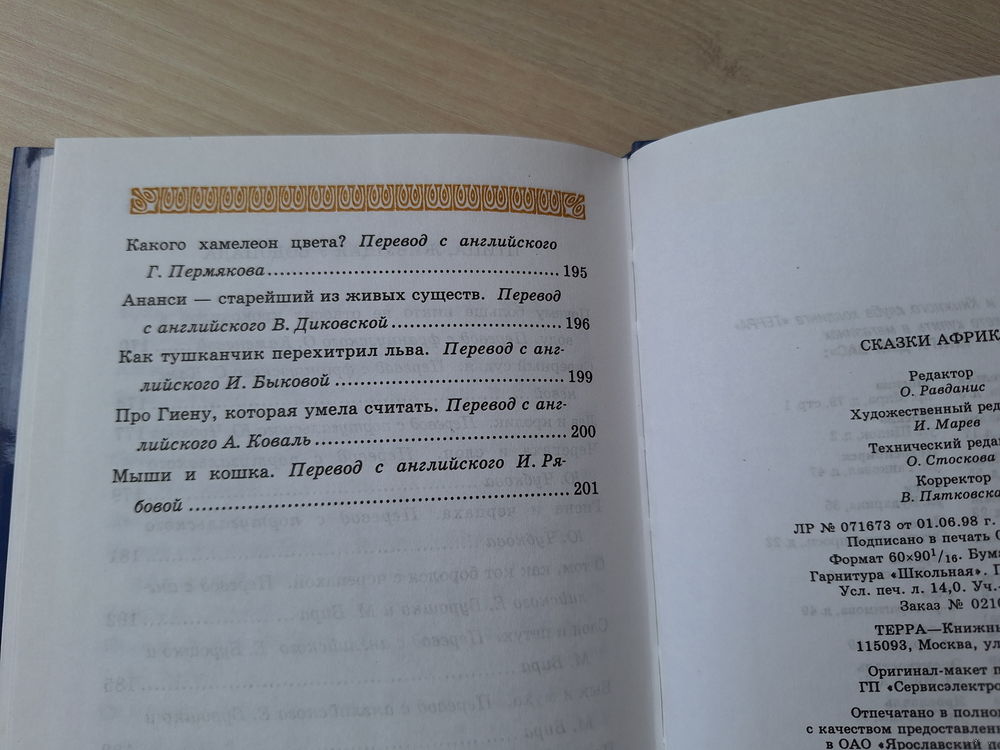 Какого хамелеон цвета? Перевод с английского
Г. Пермякова.......................................195
Ананси — старейший из живых существ. Перевод
с английского В. Диковской.......................196
Как тушканчик перехитрил льва. Перевод с анг-
лийского И. Быковой..............................199
Про Гиену, которая умела считать. Перевод с анг-
лийского А. Коваль................................200
Мыши и кошка. Перевод с английского И. Ря-
бовой................................................201
СКАЗКИ АФРИК
Редактор
О. Равданис
Художественный ред
И. Марев
Технический реда
О. Стоскова
Корректор
В. Пятковска
ЛР № 071673 от 01.06.98 г.
Подписано в печать
Формат 60×90¹/₁₆. Бума
Гарнитура «Школьная». П
Усл. печ. л. 14,0. Уч.-
Заказ № 0210
ТЕРРА—Книжны
115093, Москва, ул
Оригинал-макет п
ГП «Сервисэлектро
Отпечатано в полно
с качеством предоставлен
в ОАО «Ярославский по